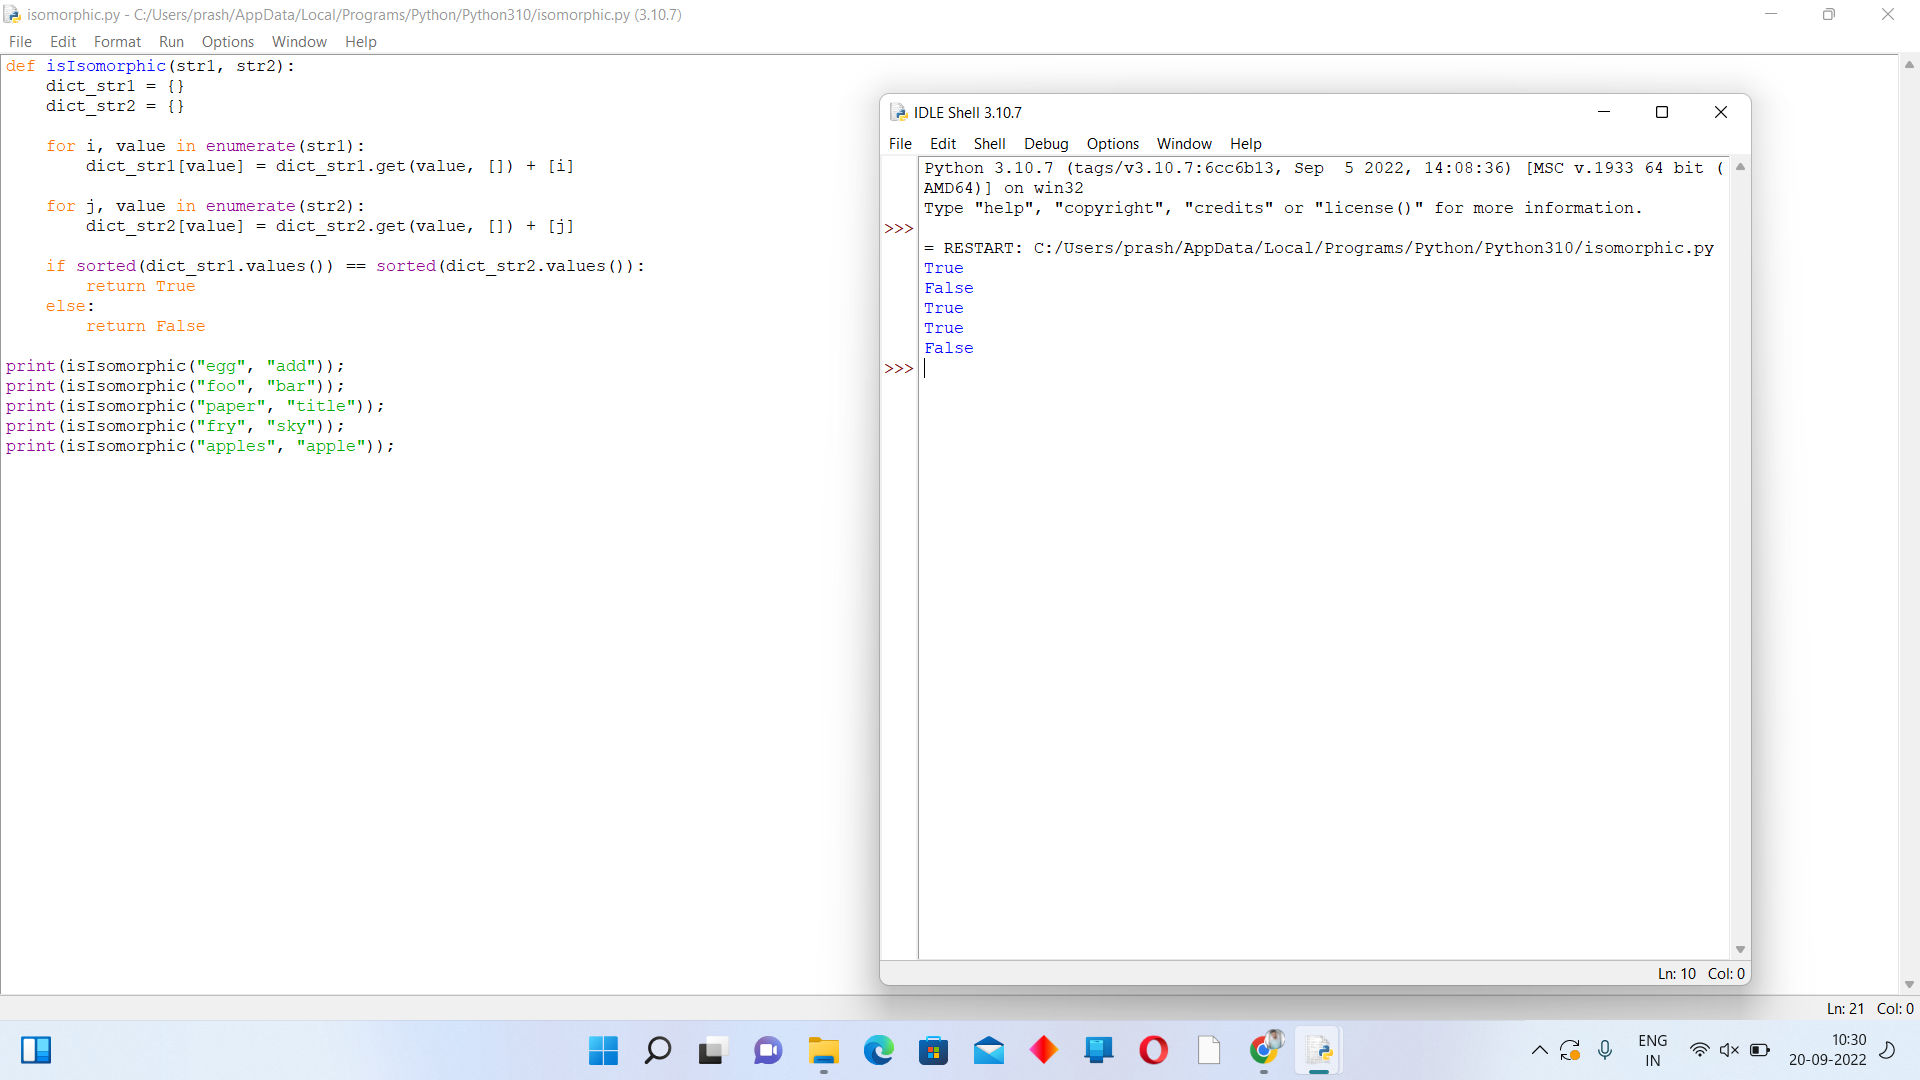 isomorphic.py - C:/Users/prash/AppData/Local/Programs/Python/Python310/isomorphic.py (3.10.7)
File Edit Format Run Options Window Help
def isIsomorphic(str1, str2):
    dict_str1 = {}
    dict_str2 = {}

    for i, value in enumerate(str1):
        dict_str1[value] = dict_str1.get(value, []) + [i]

    for j, value in enumerate(str2):
        dict_str2[value] = dict_str2.get(value, []) + [j]

    if sorted(dict_str1.values()) == sorted(dict_str2.values()):
        return True
    else:
        return False

print(isIsomorphic("egg", "add"));
print(isIsomorphic("foo", "bar"));
print(isIsomorphic("paper", "title"));
print(isIsomorphic("fry", "sky"));
print(isIsomorphic("apples", "apple"));
IDLE Shell 3.10.7
File Edit Shell Debug Options Window Help
Python 3.10.7 (tags/v3.10.7:6cc6b13, Sep  5 2022, 14:08:36) [MSC v.1933 64 bit (
AMD64)] on win32
Type "help", "copyright", "credits" or "license()" for more information.
>>>
= RESTART: C:/Users/prash/AppData/Local/Programs/Python/Python310/isomorphic.py
True
False
True
True
False
>>>
Ln: 10 Col: 0
Ln: 21 Col: 0
ENG
IN
10:30
20-09-2022